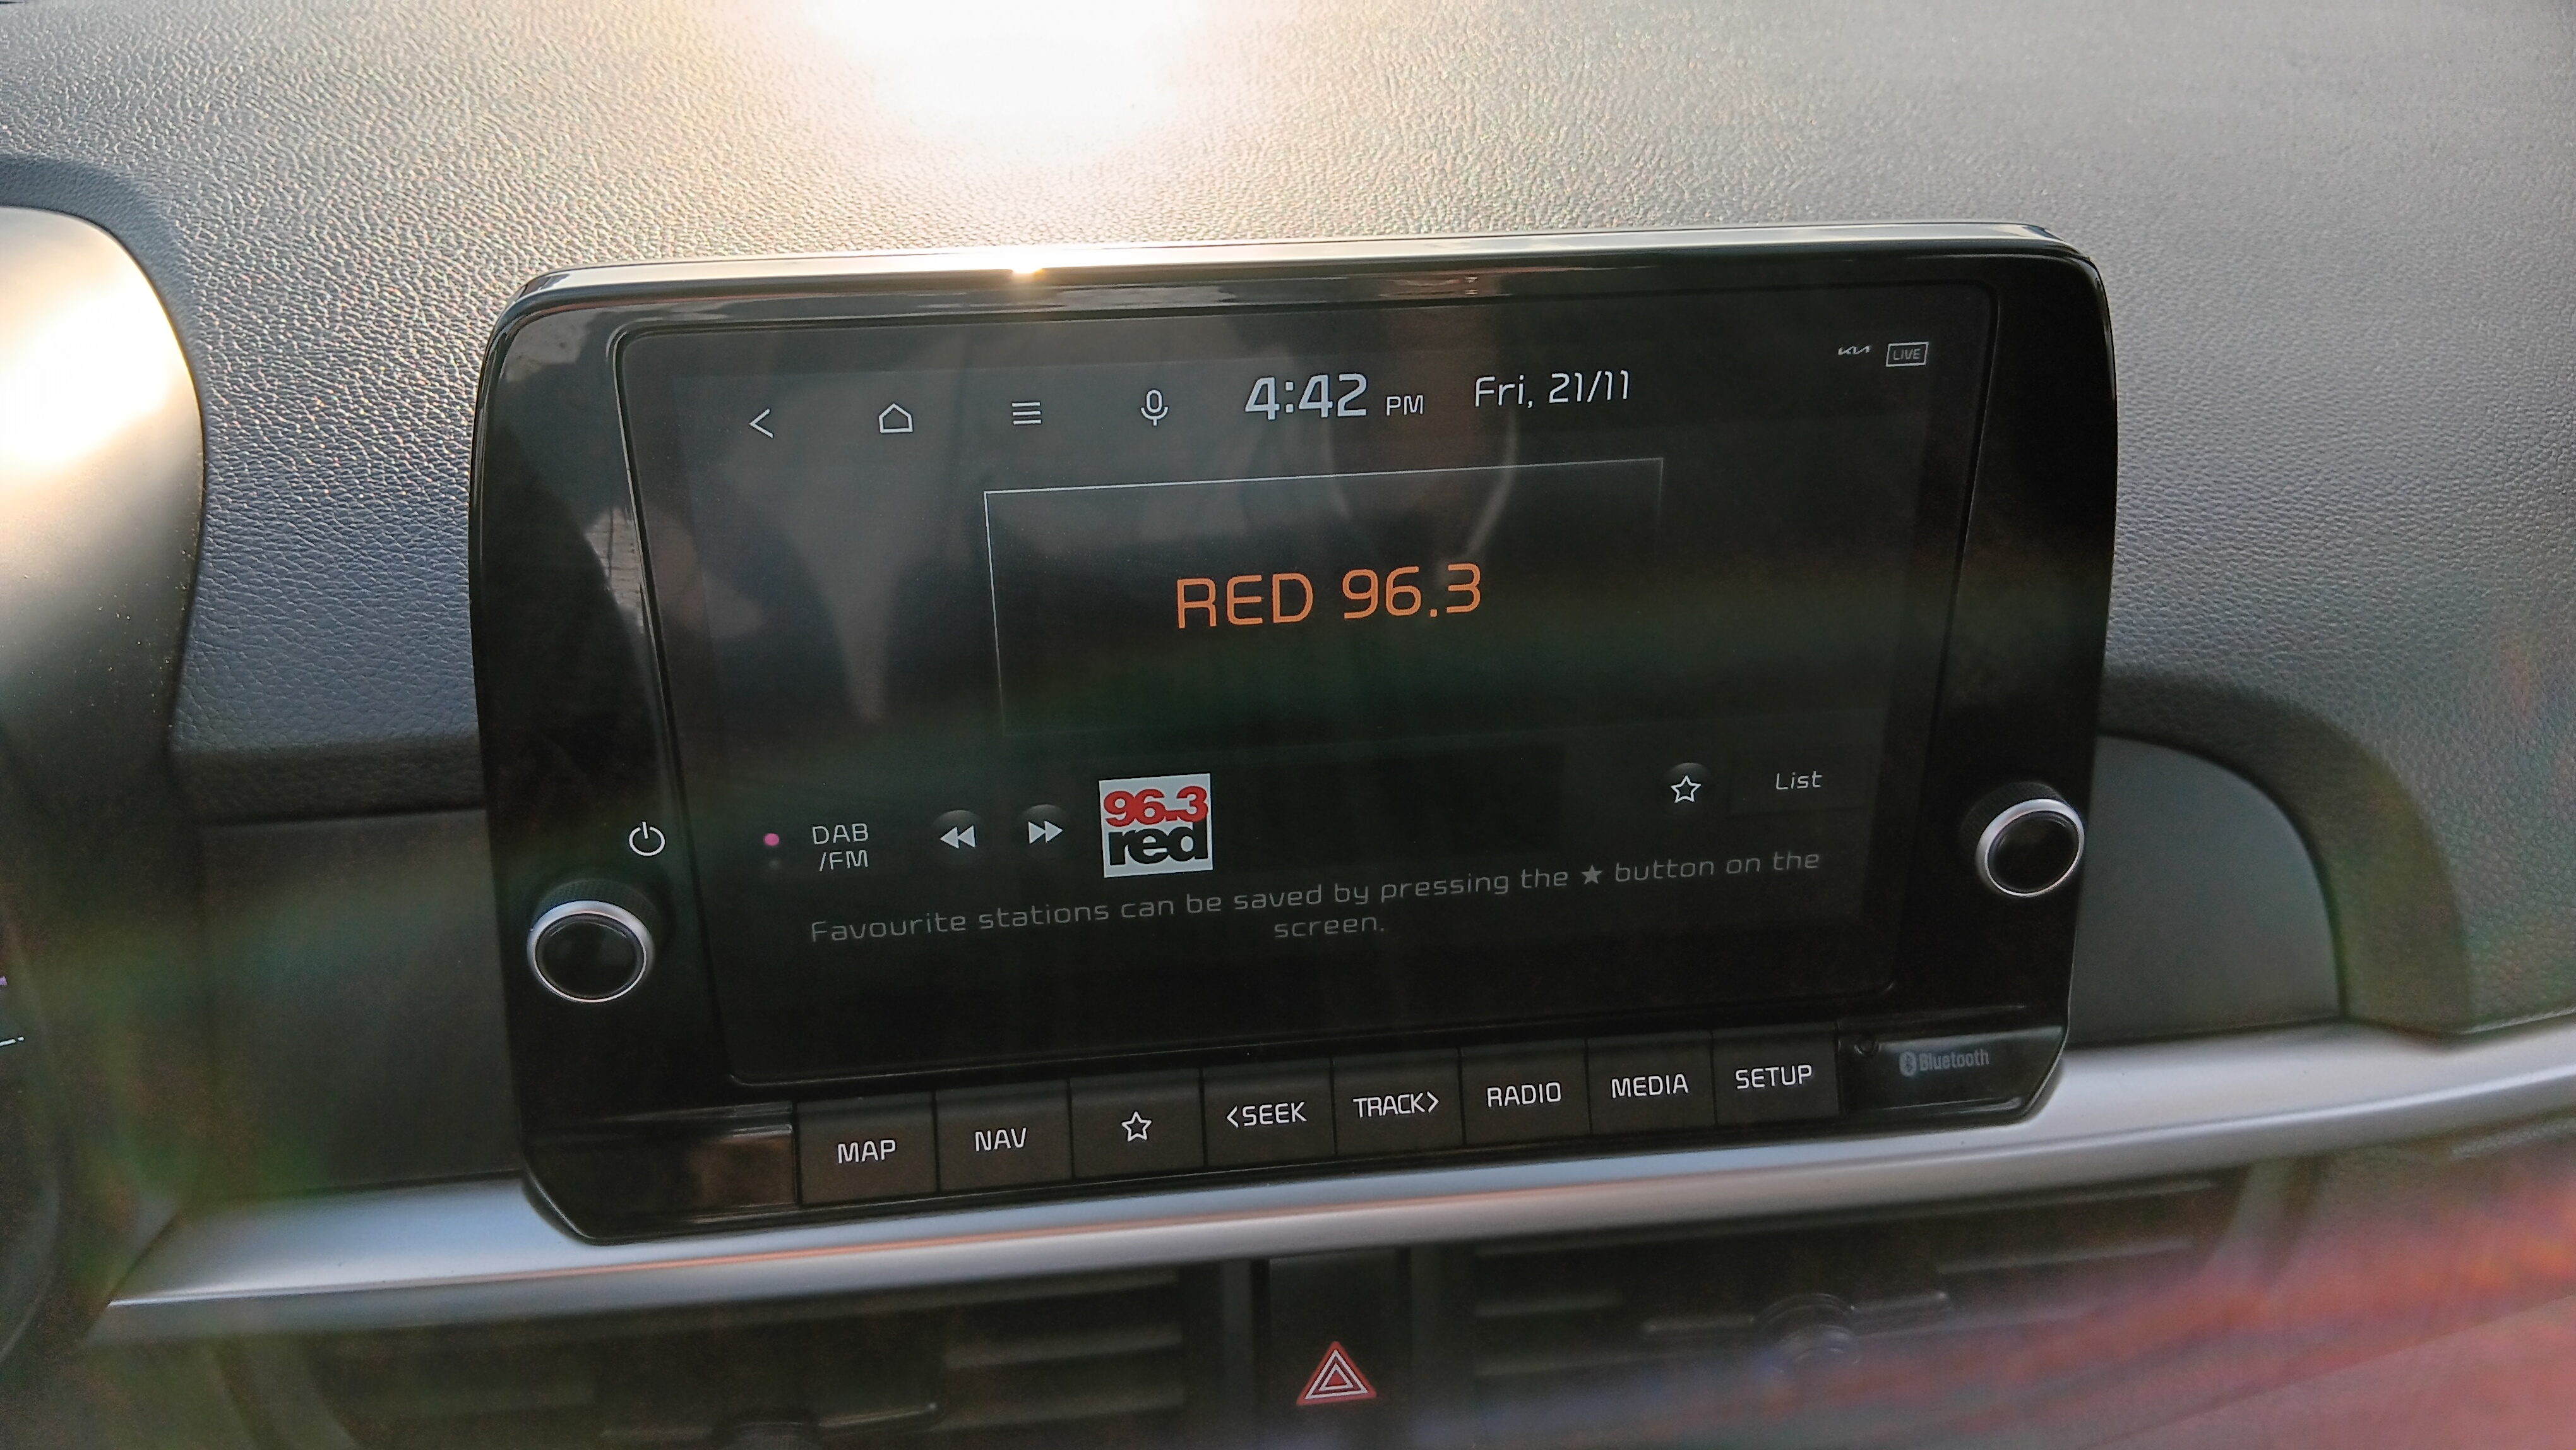 4:42 PM Fri, 21/11
KIA LIVE
RED 96.3
96.3
red
DAB
/FM
List
Favourite stations can be saved by pressing the ★ button on the
screen.
MAP NAV ☆ <SEEK TRACK> RADIO MEDIA SETUP
Bluetooth